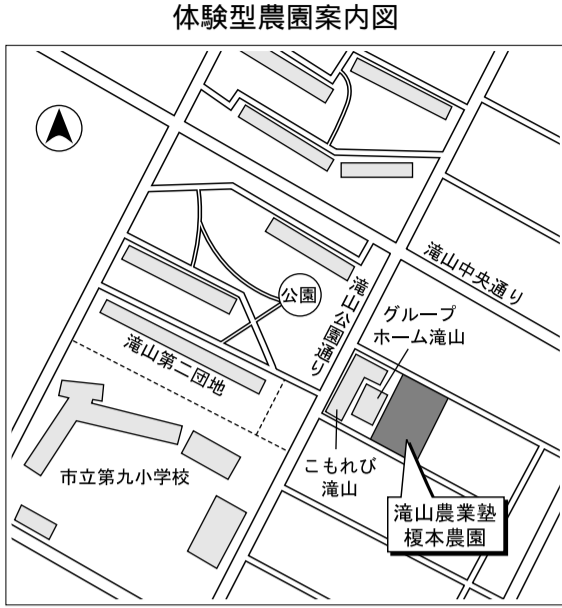 体験型農園案内図
滝山中央通り
公園
滝山公園通り
グループ
ホーム滝山
滝山第二団地
こもれび
滝山
市立第九小学校
滝山農業塾
榎本農園